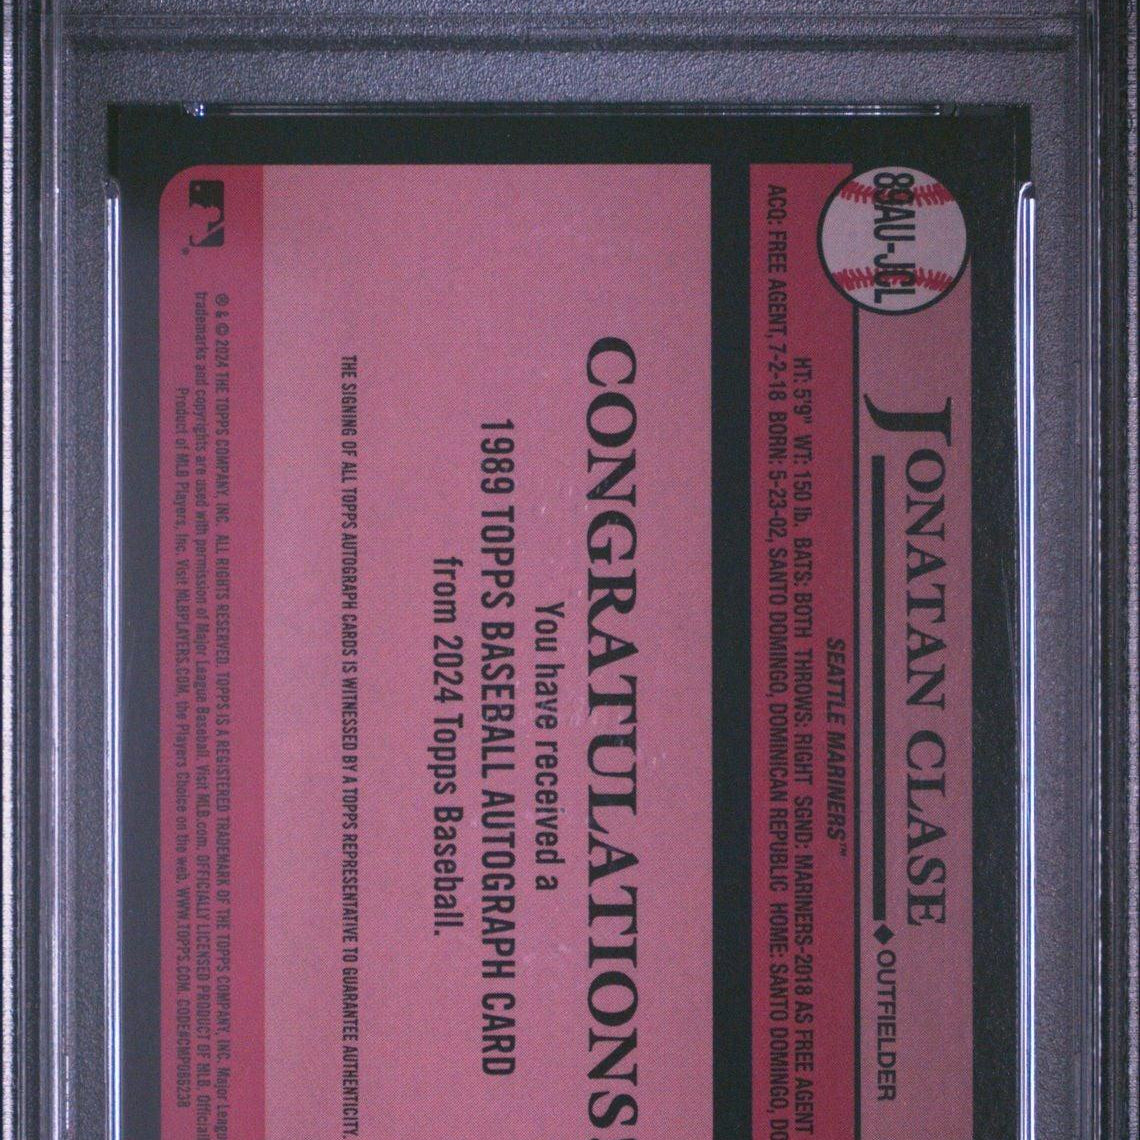 89AU-JCL
JONATAN CLASE
◆OUTFIELDER
SEATTLE MARINERS™
HT: 5'9" WT: 150 lb. BATS: BOTH THROWS: RIGHT SGND: MARINERS-2018 AS FREE AGENT
ACQ: FREE AGENT, 7-2-18 BORN: 5-23-02, SANTO DOMINGO, DOMINICAN REPUBLIC HOME: SANTO DOMINGO, DO
CONGRATULATIONS
You have received a
1989 TOPPS BASEBALL AUTOGRAPH CARD
from 2024 Topps Baseball.
THE SIGNING OF ALL TOPPS AUTOGRAPH CARDS IS WITNESSED BY A TOPPS REPRESENTATIVE TO GUARANTEE AUTHENTICITY.
® & © 2024 THE TOPPS COMPANY, INC. ALL RIGHTS RESERVED. TOPPS IS A REGISTERED TRADEMARK OF THE TOPPS COMPANY, INC. Major Leagu
trademarks and copyrights are used with permission of Major League Baseball. Visit MLB.com. OFFICIALLY LICENSED PRODUCT OF MLB. Official
Product of MLB Players, Inc. Visit MLBPLAYERS.COM, the Players Choice on the web. WWW.TOPPS.COM. CODE#CMP086238